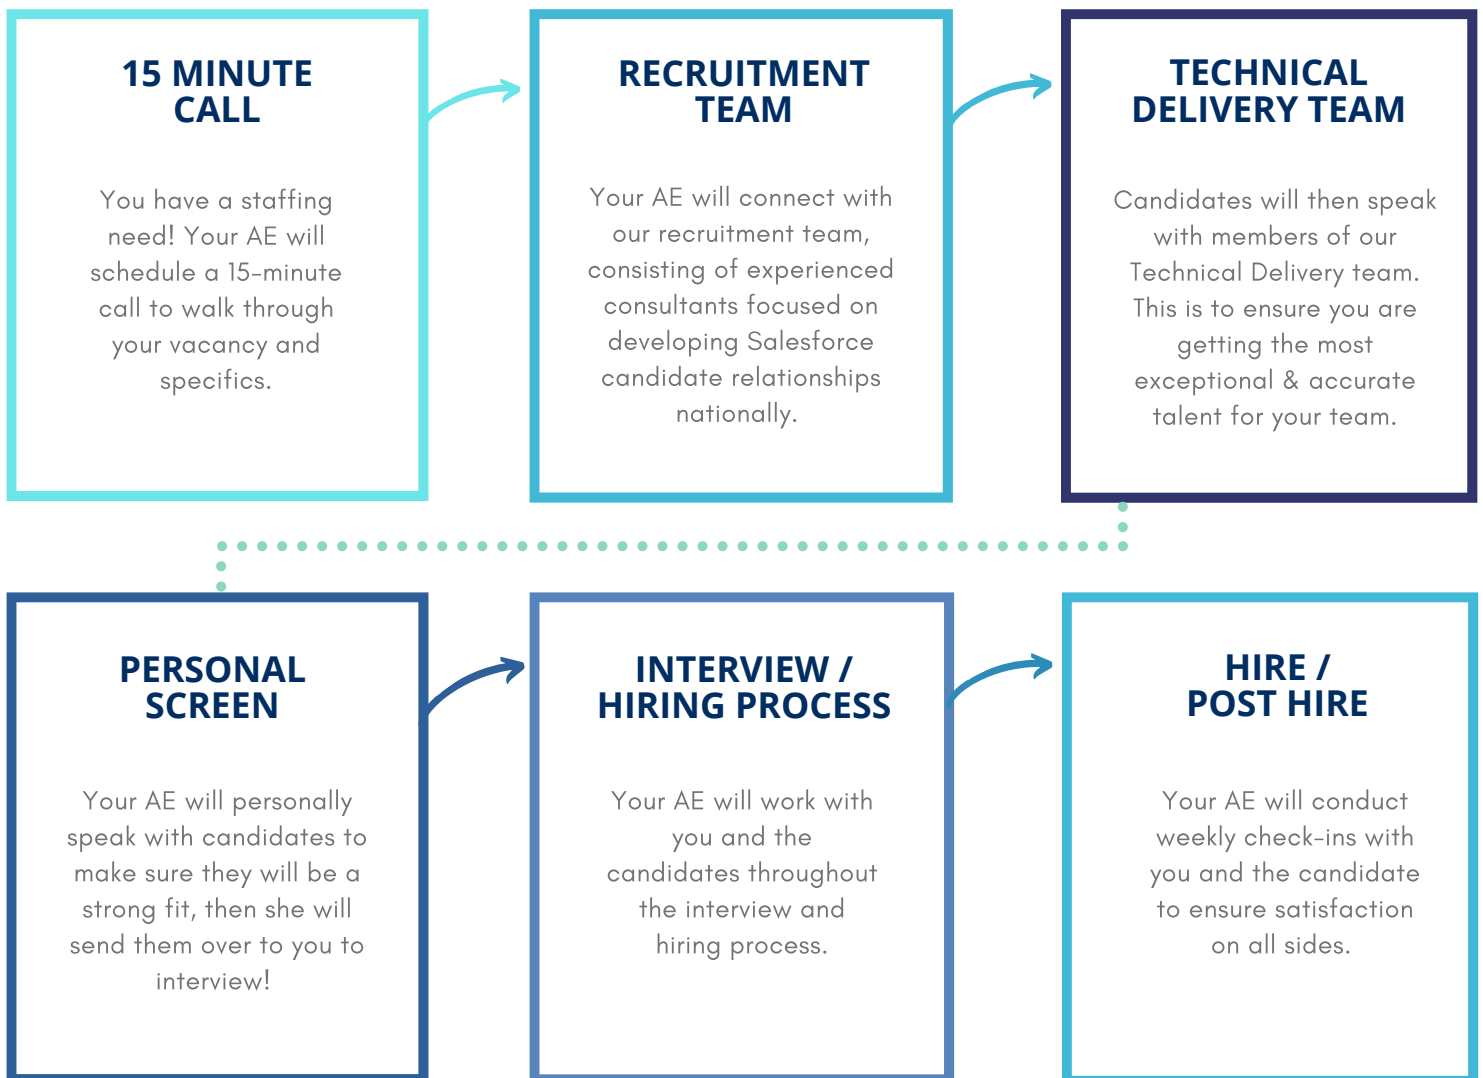 15 MINUTE
CALL
You have a staffing
need! Your AE will
schedule a 15-minute
call to walk through
your vacancy and
specifics.
RECRUITMENT
TEAM
Your AE will connect with
our recruitment team,
consisting of experienced
consultants focused on
developing Salesforce
candidate relationships
nationally.
TECHNICAL
DELIVERY TEAM
Candidates will then speak
with members of our
Technical Delivery team.
This is to ensure you are
getting the most
exceptional & accurate
talent for your team.
PERSONAL
SCREEN
Your AE will personally
speak with candidates to
make sure they will be a
strong fit, then she will
send them over to you to
interview!
INTERVIEW /
HIRING PROCESS
Your AE will work with
you and the
candidates throughout
the interview and
hiring process.
HIRE /
POST HIRE
Your AE will conduct
weekly check-ins with
you and the candidate
to ensure satisfaction
on all sides.